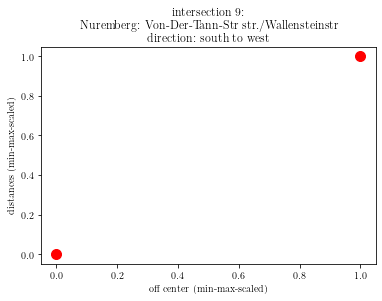 intersection 9:
Nuremberg: Von-Der-Tann-Str str./Wallensteinstr
direction: south to west
1.0
0.8
0.6
0.4
0.2
0.0
distances (min-max-scaled)
0.0 0.2 0.4 0.6 0.8 1.0
off center (min-max-scaled)